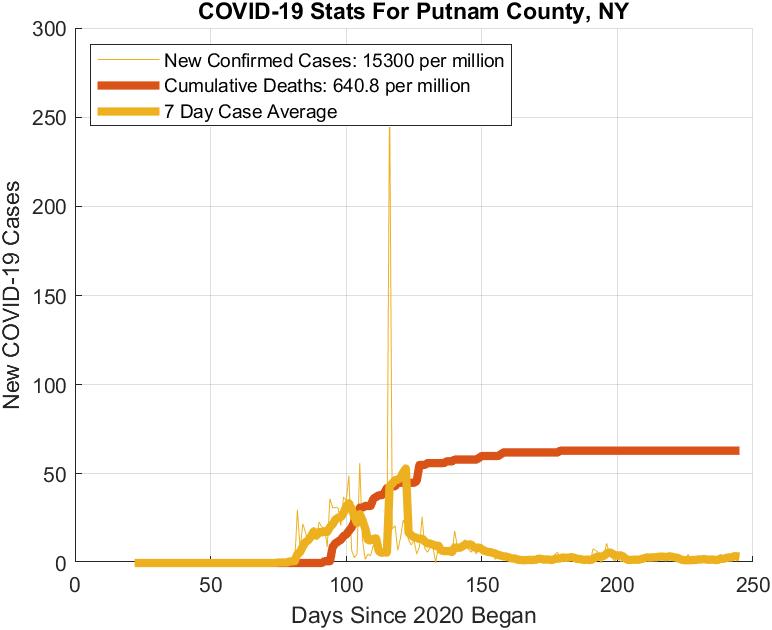 COVID-19 Stats For Putnam County, NY
300
New Confirmed Cases: 15300 per million
Cumulative Deaths: 640.8 per million
7 Day Case Average
250
200
150
100
50
0
New COVID-19 Cases
0 50 100 150 200 250
Days Since 2020 Began